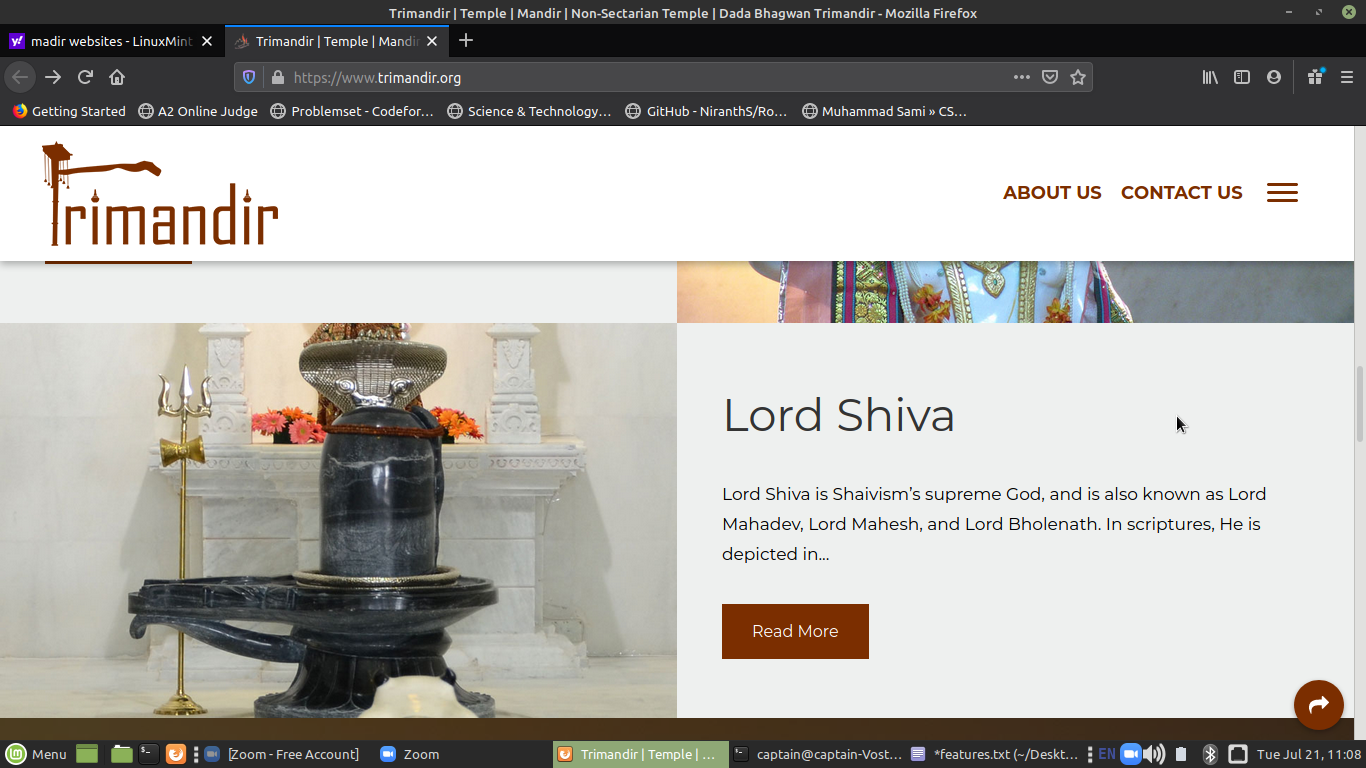 Trimandir | Temple | Mandir | Non-Sectarian Temple | Dada Bhagwan Trimandir - Mozilla Firefox
madir websites - LinuxMint
Trimandir | Temple | Mandir
https://www.trimandir.org
Getting Started
A2 Online Judge
Problemset - Codefor…
Science & Technology…
GitHub - NiranthS/Ro…
Muhammad Sami » CS…
Trimandir
ABOUT US
CONTACT US
Lord Shiva
Lord Shiva is Shaivism’s supreme God, and is also known as Lord
Mahadev, Lord Mahesh, and Lord Bholenath. In scriptures, He is
depicted in…
Read More
Menu
[Zoom - Free Account]
Zoom
Trimandir | Temple | ...
captain@captain-Vost...
*features.txt (~/Deskt...
EN
Tue Jul 21, 11:08